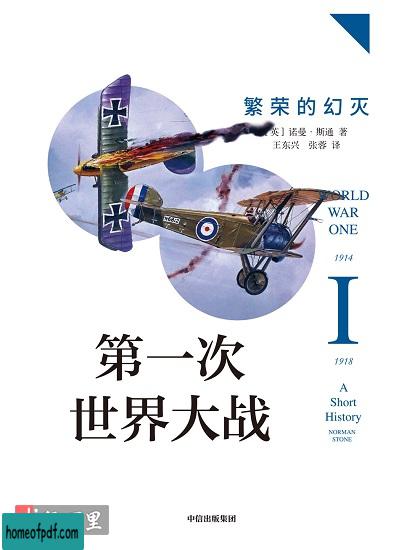 繁荣的幻灭
[英]诺曼·斯通 著
王东兴 张蓉 译
WORLD
WAR
ONE
1914
I
1918
A
Short
History
NORMAN
STONE
第一次
世界大战
中信出版集团
homeofpdf.com